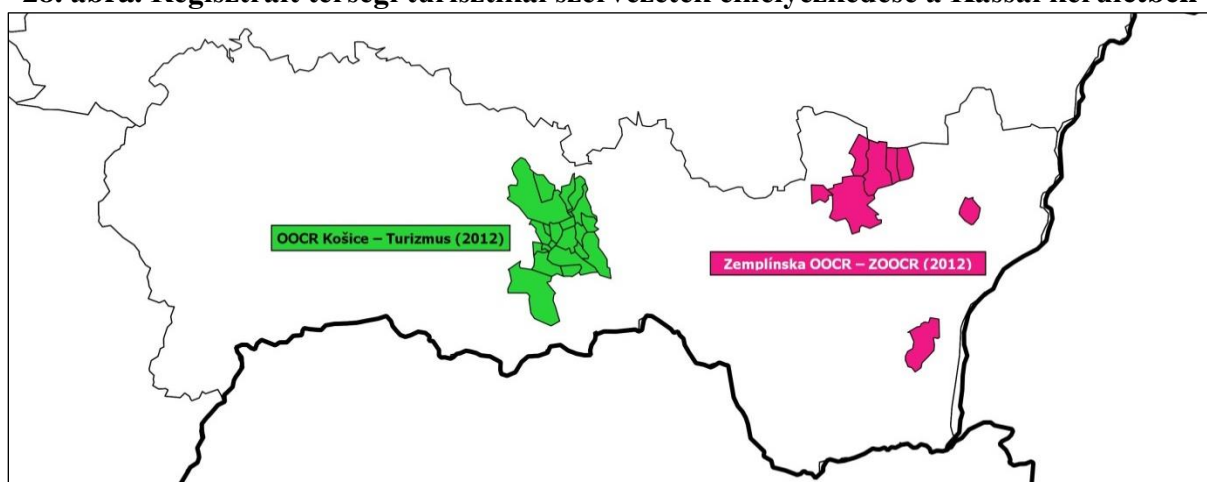 28. ábra: Regisztrált térségi turisztikai szervezetek elhelyezkedése a Kassai kerületben
OOCR Košice – Turizmus (2012)
Zemplínska OOCR – ZOOCR (2012)